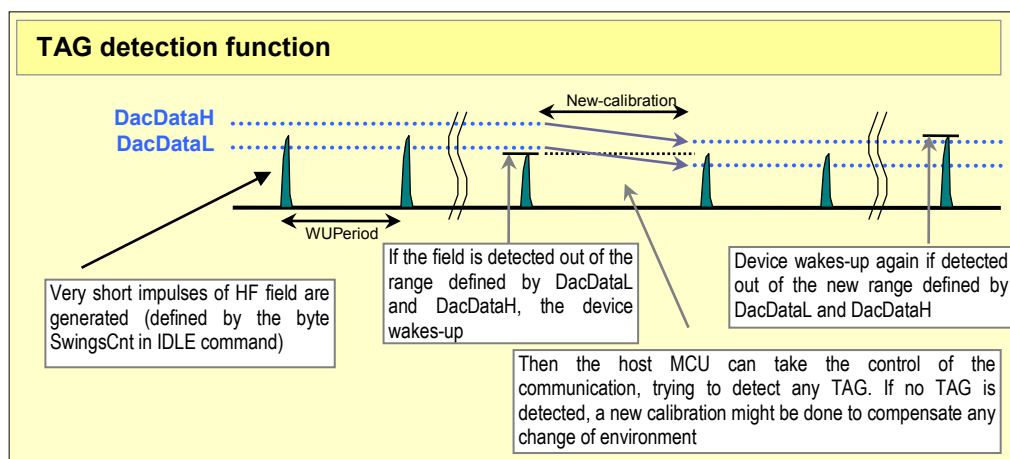 TAG detection function
New-calibration
DacDataH
DacDataL
WUPeriod
Very short impulses of HF field are
generated (defined by the byte
SwingsCnt in IDLE command)
If the field is detected out of the
range defined by DacDataL
and DacDataH, the device
wakes-up
Device wakes-up again if detected
out of the new range defined by
DacDataL and DacDataH
Then the host MCU can take the control of the
communication, trying to detect any TAG. If no TAG is
detected, a new calibration might be done to compensate any
change of environment